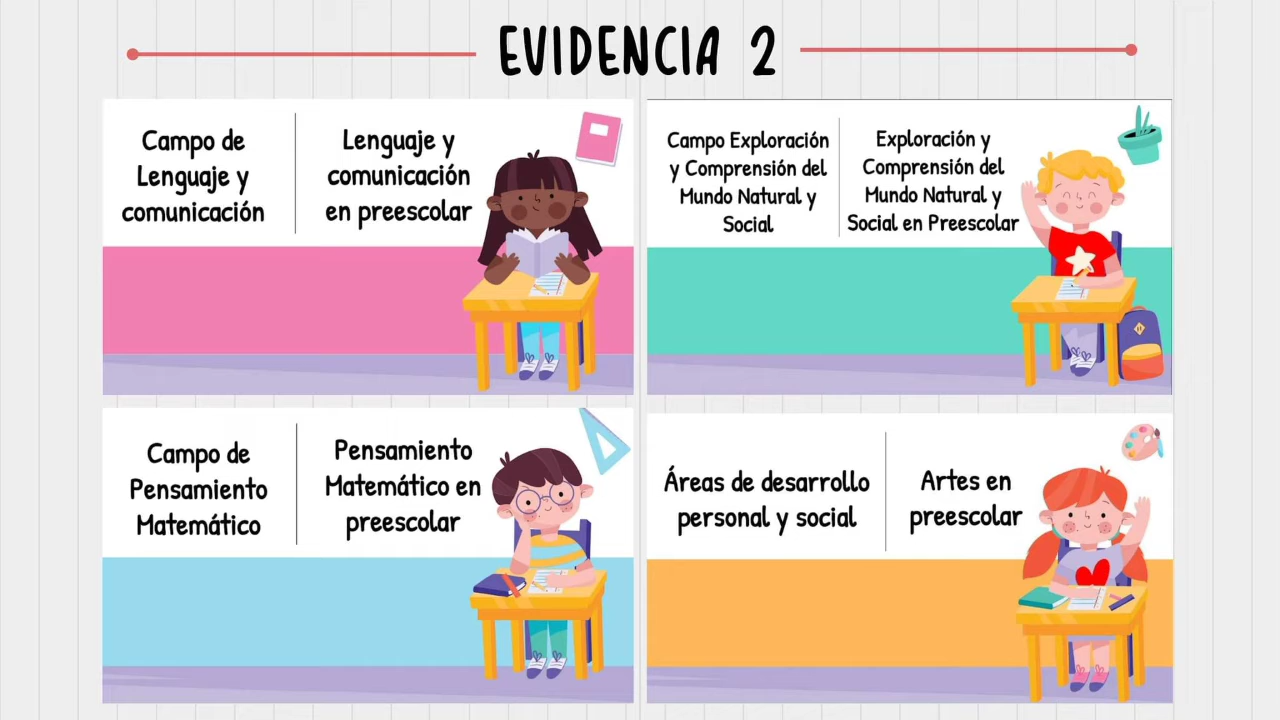 EVIDENCIA 2
Campo de
Lenguaje y
comunicación
Lenguaje y
comunicación
en preescolar
Campo Exploración
y Comprensión del
Mundo Natural y
Social
Exploración y
Comprensión del
Mundo Natural y
Social en Preescolar
Campo de
Pensamiento
Matemático
Pensamiento
Matemático en
preescolar
Áreas de desarrollo
personal y social
Artes en
preescolar